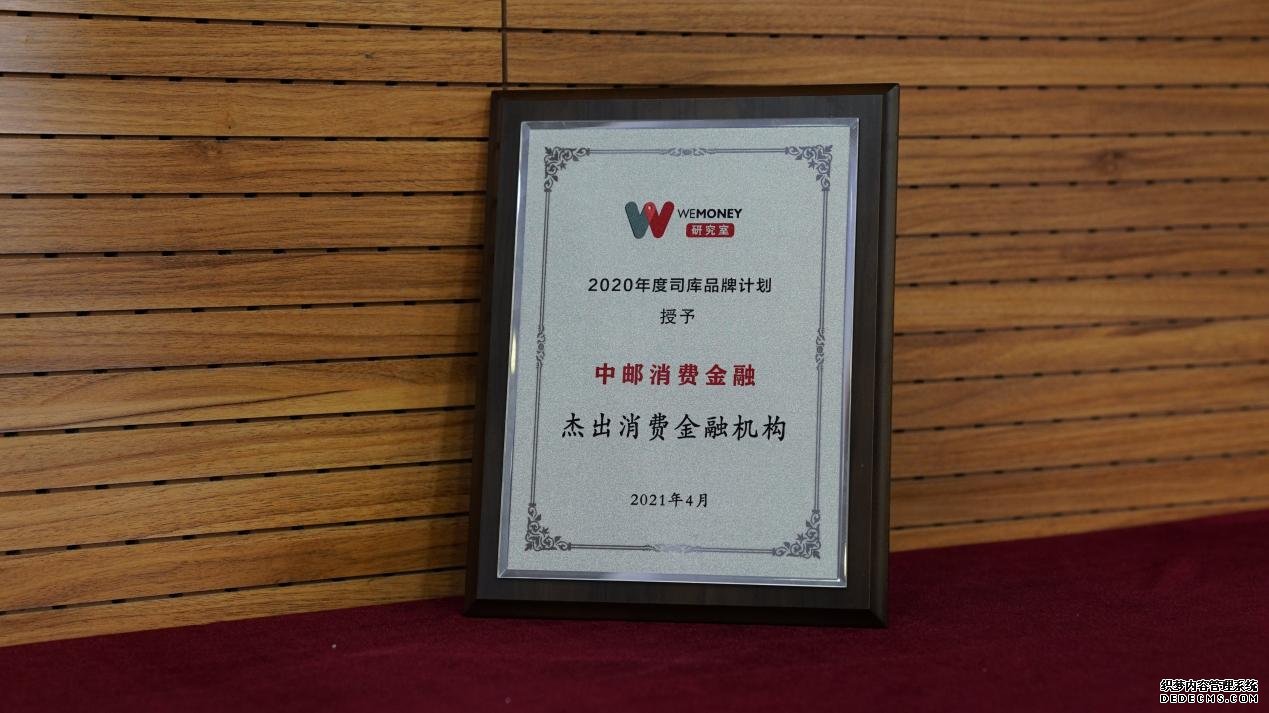 WEMONEY
研究室
2020年度司库品牌计划
授予
中邮消费金融
杰出消费金融机构
2021年4月
织梦内容管理系统
DEDECMS.COM